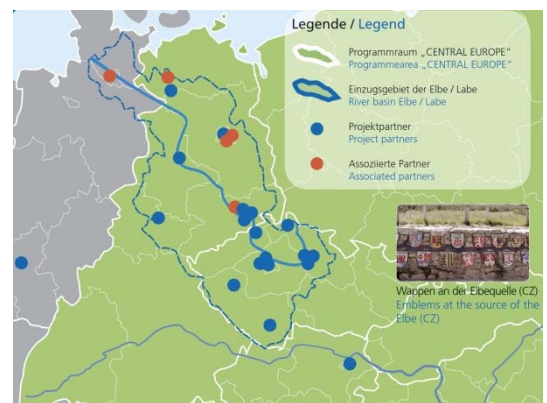 Legende / Legend
Programmraum „CENTRAL EUROPE“
Programmearea „CENTRAL EUROPE“
Einzugsgebiet der Elbe / Labe
River basin Elbe / Labe
Projektpartner
Project partners
Assoziierte Partner
Associated partners
Wappen an der Elbequelle (CZ)
Emblems at the source of the
Elbe (CZ)